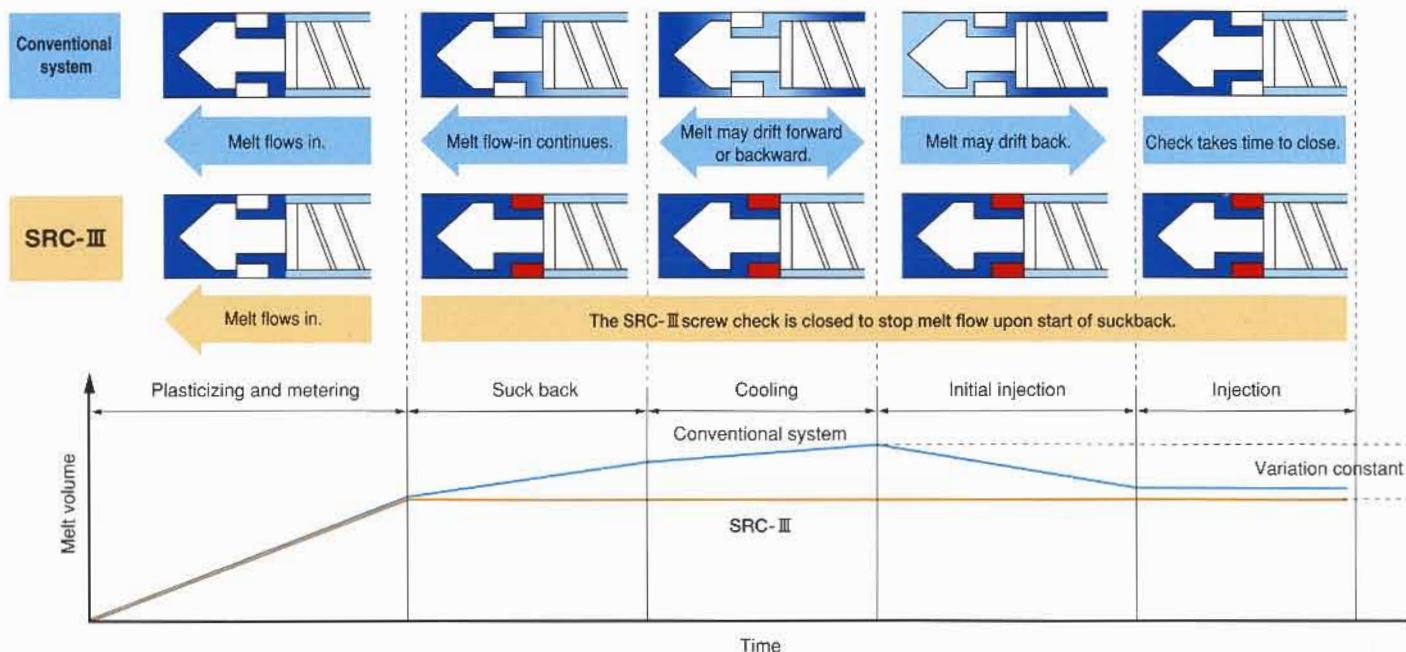 Conventional
system
Melt flows in.
Melt flow-in continues.
Melt may drift forward
or backward.
Melt may drift back.
Check takes time to close.
SRC-Ⅲ
Melt flows in.
The SRC-Ⅲ screw check is closed to stop melt flow upon start of suckback.
Plasticizing and metering
Suck back
Cooling
Initial injection
Injection
Conventional system
Variation constant
SRC-Ⅲ
Melt volume
Time